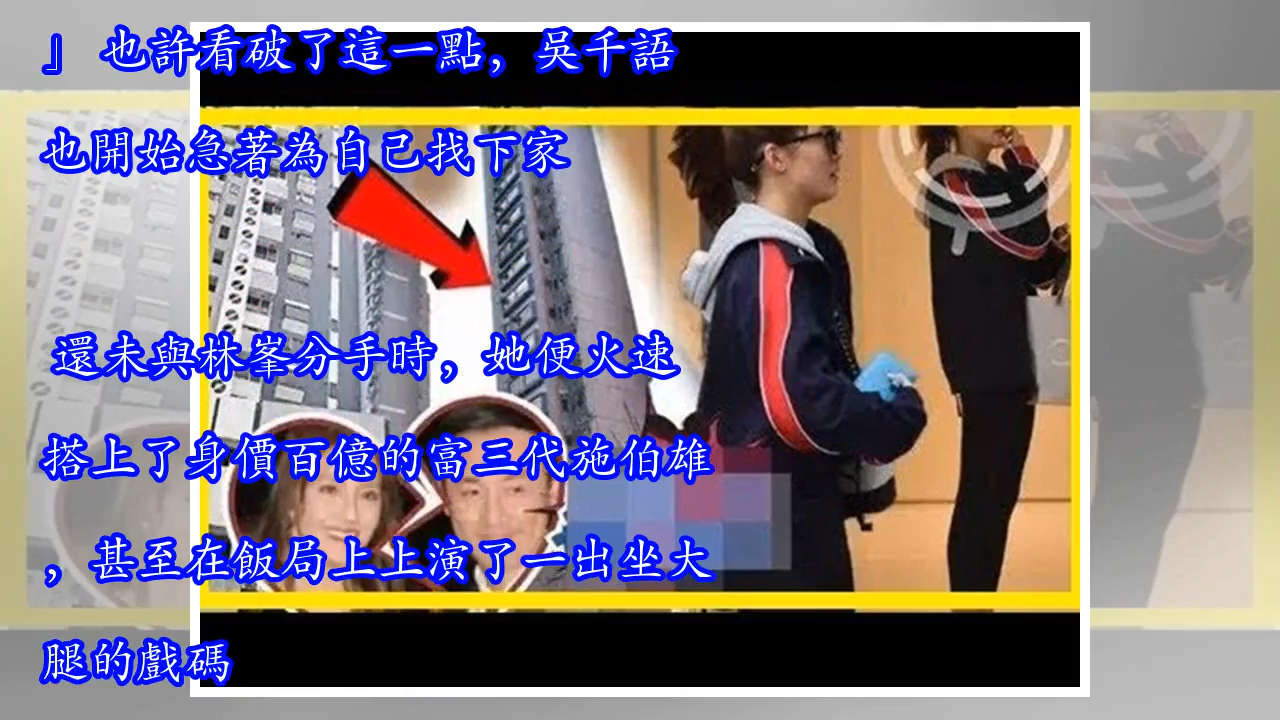 」 也許看破了這一點，吳千語
也開始急著為自己找下家
還未與林峯分手時，她便火速
搭上了身價百億的富三代施伯雄
，甚至在飯局上上演了一出坐大
腿的戲碼